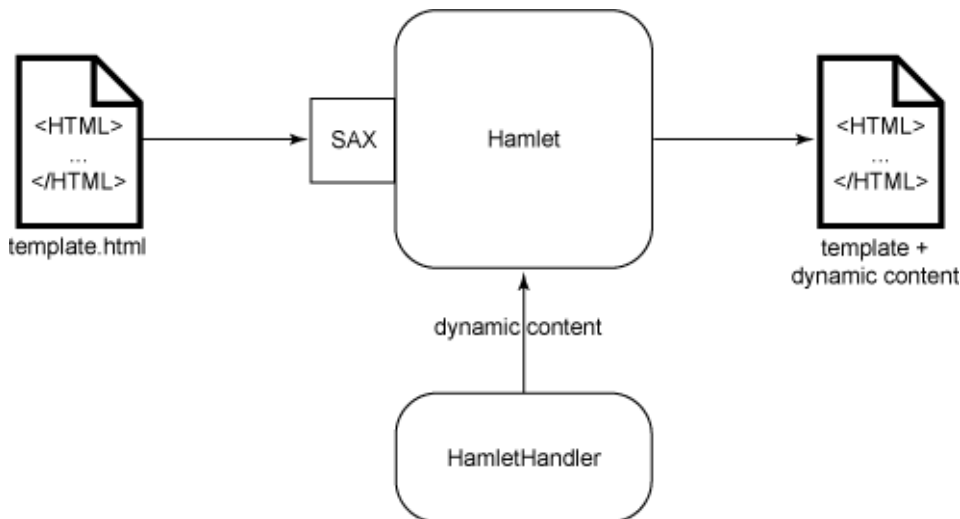 <HTML>
...
</HTML>
template.html
SAX
Hamlet
<HTML>
...
</HTML>
template +
dynamic content
dynamic content
HamletHandler